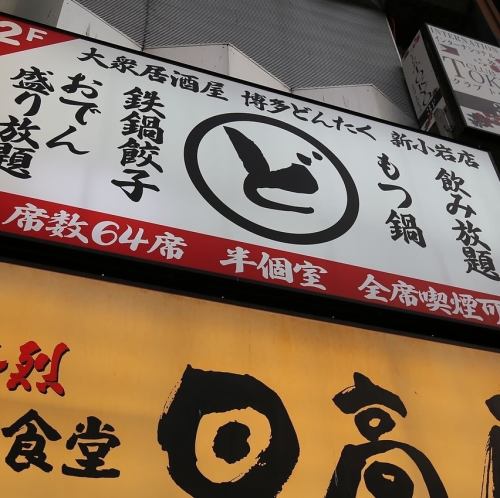 2F
大衆居酒屋 博多どんたく 新小岩店
飲み放題
もつ鍋
ど
鉄鍋餃子
おでん
盛り放題
席数64席 半個室 全席喫煙可
INTERNATIONAL
烈
食堂
日高